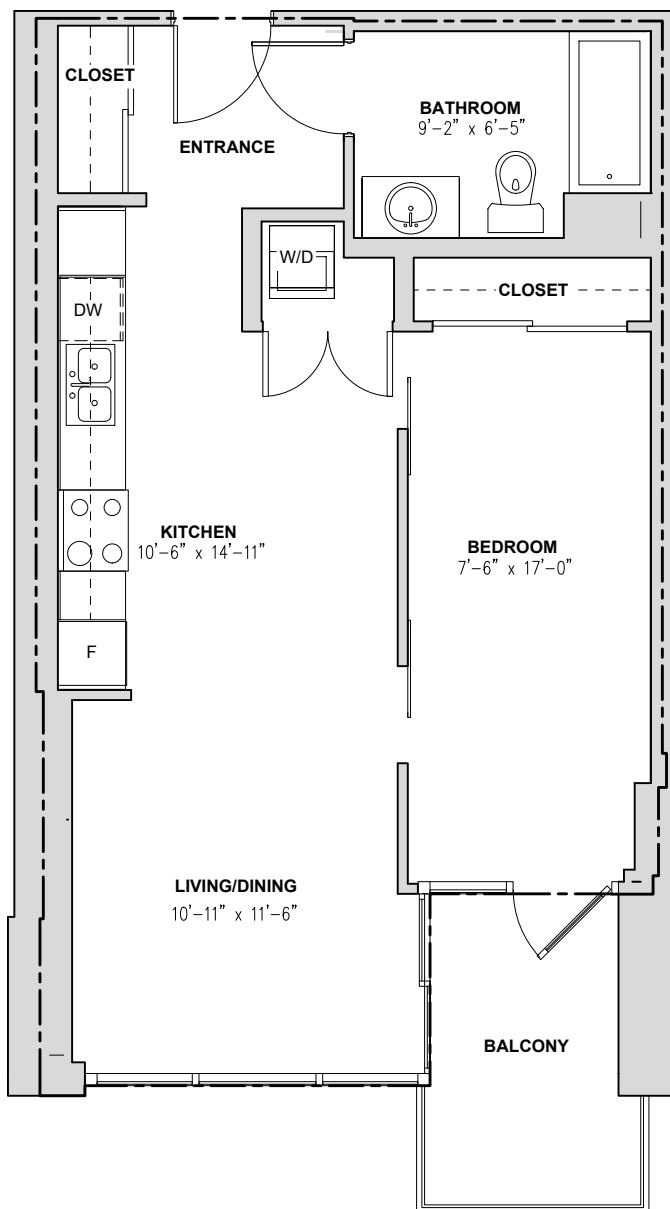 CLOSET
BATHROOM
9'-2" x 6'-5"
ENTRANCE
W/D
CLOSET
DW
KITCHEN
10'-6" x 14'-11"
BEDROOM
7'-6" x 17'-0"
F
LIVING/DINING
10'-11" x 11'-6"
BALCONY